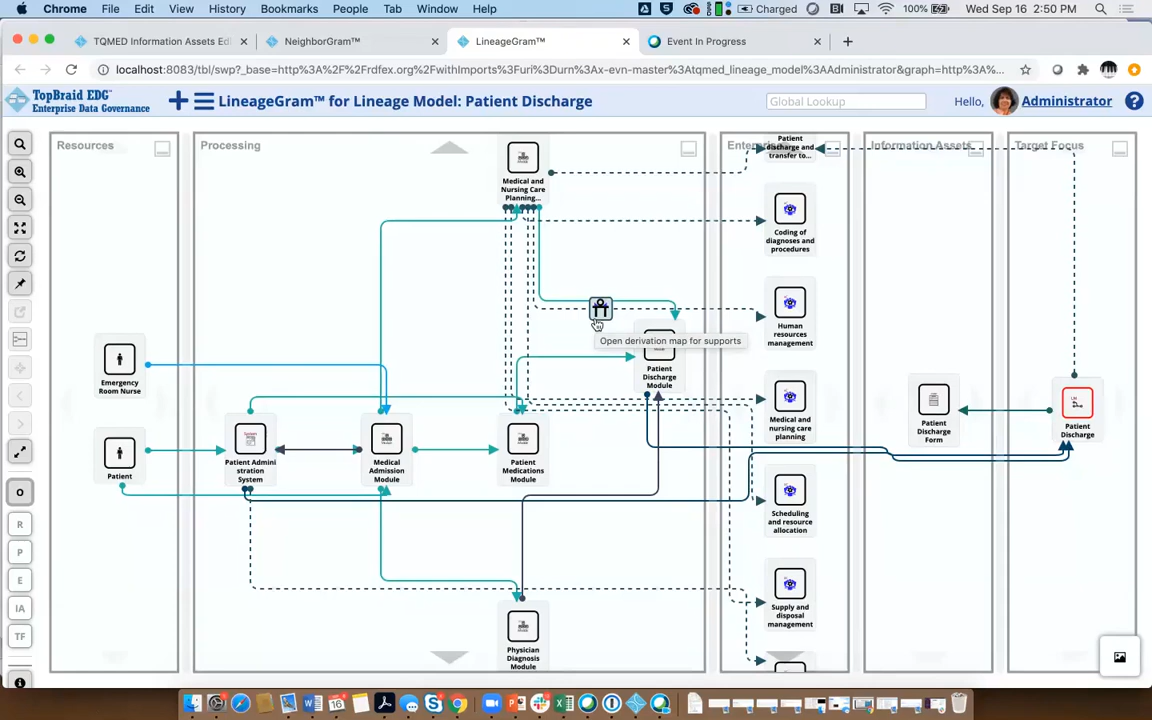 Chrome File Edit View History Bookmarks People Tab Window Help
Charged 100% Wed Sep 16 2:50 PM
TQMED Information Assets Edi
NeighborGram™
LineageGram™
Event In Progress
localhost:8083/tbl/swp?_base=http%3A%2F%2Frdfex.org%2FwithImports%3Furi%3Durn%3Ax-evn-master%3Atqmed_lineage_model%3AAdministrator&graph=http%3A%...
TopBraid EDG
Enterprise Data Governance
LineageGram™ for Lineage Model: Patient Discharge
Global Lookup
Hello, Administrator
?
Resources
Processing
Information Assets
Target Focus
Patient
discharge and
transfer to...
Medical and
Nursing Care
Planning...
Coding of
diagnoses and
procedures
Human
resources
management
Open derivation map for supports
Emergency
Room Nurse
Patient
Discharge
Module
Medical and
nursing care
planning
Patient
Discharge
Form
LN
Patient
Discharge
Patient
System
Patient Admini
stration
System
Medical
Admission
Module
Patient
Medications
Module
Scheduling
and resource
allocation
Supply and
disposal
management
Physician
Diagnosis
Module
O
R
P
E
IA
TF
16